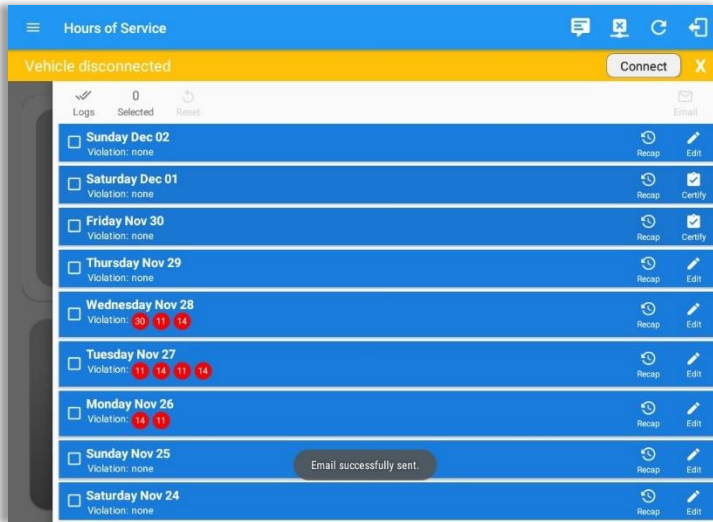 Hours of Service
Vehicle disconnected
Connect X
Logs
0
Selected
Reset
Email
Sunday Dec 02
Violation: none
Recap
Edit
Saturday Dec 01
Violation: none
Recap
Certify
Friday Nov 30
Violation: none
Recap
Certify
Thursday Nov 29
Violation: none
Recap
Edit
Wednesday Nov 28
Violation: 30 11 14
Recap
Edit
Tuesday Nov 27
Violation: 11 14 11 14
Recap
Edit
Monday Nov 26
Violation: 14 11
Recap
Edit
Sunday Nov 25
Violation: none
Recap
Edit
Email successfully sent.
Saturday Nov 24
Violation: none
Recap
Edit